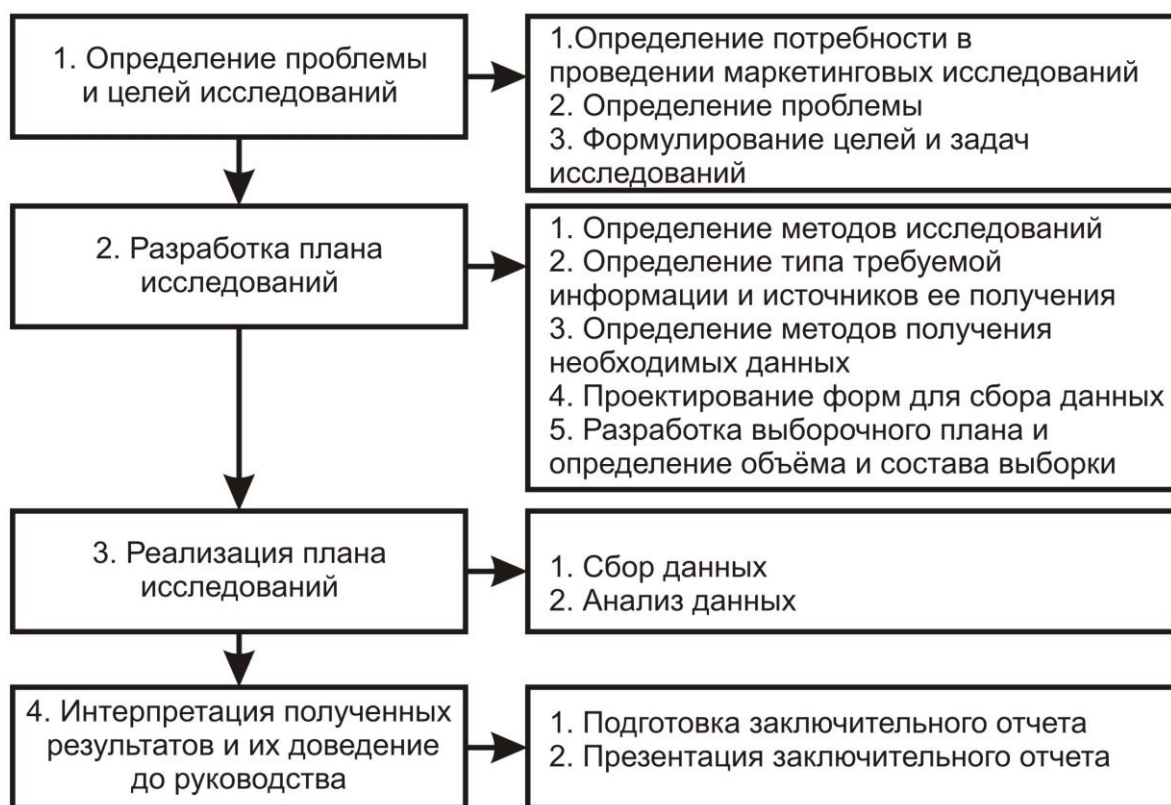 1. Определение проблемы
и целей исследований
1.Определение потребности в
проведении маркетинговых исследований
2. Определение проблемы
3. Формулирование целей и задач
исследований
2. Разработка плана
исследований
1. Определение методов исследований
2. Определение типа требуемой
информации и источников ее получения
3. Определение методов получения
необходимых данных
4. Проектирование форм для сбора данных
5. Разработка выборочного плана и
определение объёма и состава выборки
3. Реализация плана
исследований
1. Сбор данных
2. Анализ данных
4. Интерпретация полученных
результатов и их доведение
до руководства
1. Подготовка заключительного отчета
2. Презентация заключительного отчета